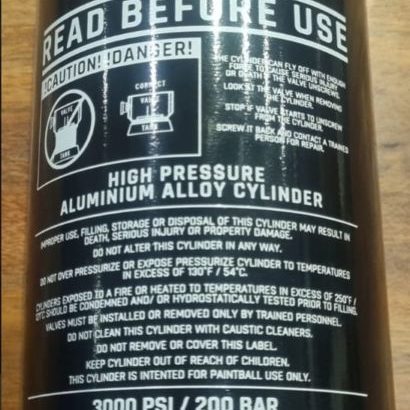 READ BEFORE USE
!CAUTION! !DANGER!
VALVE
TANK
CORRECT
VALVE
TANK
THE CYLINDER CAN FLY OFF WITH ENOUGH
FORCE TO CAUSE SERIOUS INJURY
OR DEATH IF THE VALVE UNSCREWS.
LOOK AT THE VALVE WHEN REMOVING
THE CYLINDER.
STOP IF VALVE STARTS TO UNSCREW
FROM THE CYLINDER.
SCREW IT BACK AND CONTACT A TRAINED
PERSON FOR REPAIR.
HIGH PRESSURE
ALUMINIUM ALLOY CYLINDER
IMPROPER USE, FILLING, STORAGE OR DISPOSAL OF THIS CYLINDER MAY RESULT IN
DEATH, SERIOUS INJURY OR PROPERTY DAMAGE.
DO NOT ALTER THIS CYLINDER IN ANY WAY.
DO NOT OVER PRESSURIZE OR EXPOSE PRESSURIZE CYLINDER TO TEMPERATURES
IN EXCESS OF 130°F / 54°C.
CYLINDERS EXPOSED TO A FIRE OR HEATED TO TEMPERATURES IN EXCESS OF 250°F /
SHOULD BE CONDEMNED AND/ OR HYDROSTATICALLY TESTED PRIOR TO FILLING.
VALVES MUST BE INSTALLED OR REMOVED ONLY BY TRAINED PERSONNEL.
DO NOT CLEAN THIS CYLINDER WITH CAUSTIC CLEANERS.
DO NOT REMOVE OR COVER THIS LABEL.
KEEP CYLINDER OUT OF REACH OF CHILDREN.
THIS CYLINDER IS INTENDED FOR PAINTBALL USE ONLY.
3000 PSI / 200 BAR